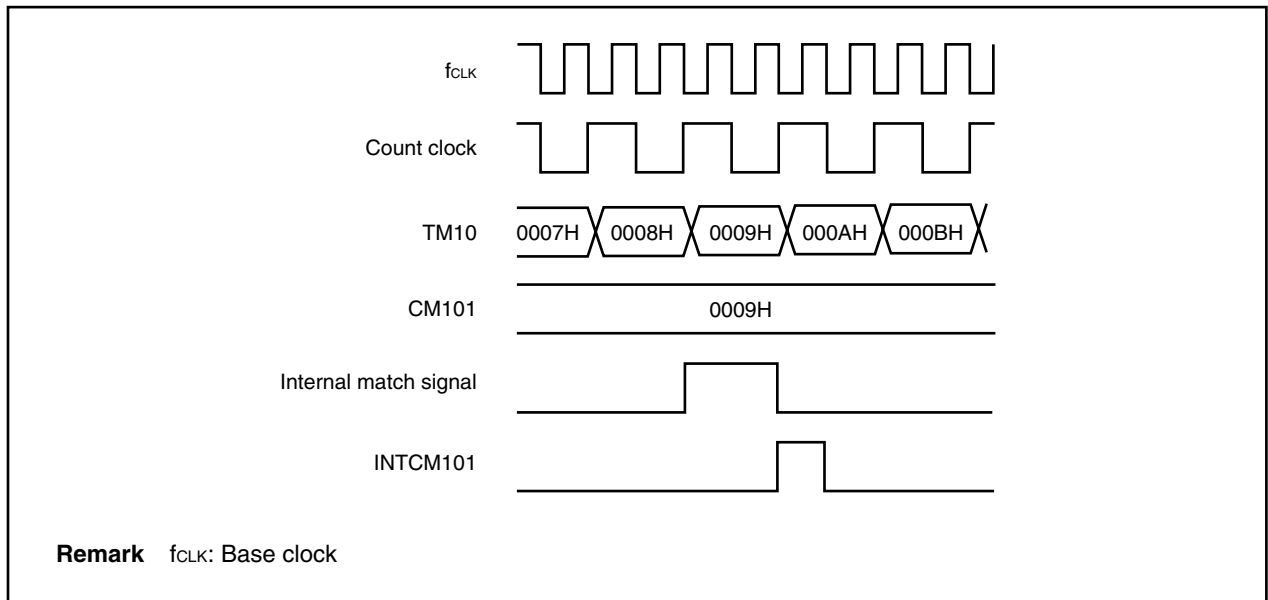 fCLK
Count clock
TM10
0007H 0008H 0009H 000AH 000BH
CM101
0009H
Internal match signal
INTCM101
Remark fCLK: Base clock